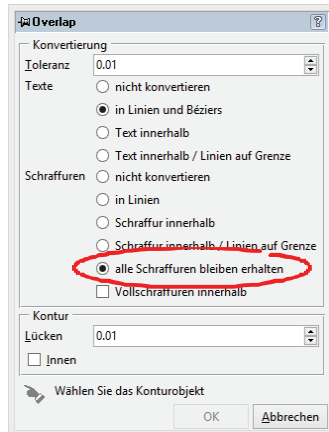 Overlap ?
Konvertierung
Toleranz 0.01
Texte nicht konvertieren
in Linien und Béziers
Text innerhalb
Text innerhalb / Linien auf Grenze
Schraffuren nicht konvertieren
in Linien
Schraffur innerhalb
Schraffur innerhalb / Linien auf Grenze
alle Schraffuren bleiben erhalten
Vollschraffuren innerhalb
Kontur
Lücken 0.01
Innen
Wählen Sie das Konturobjekt
OK Abbrechen